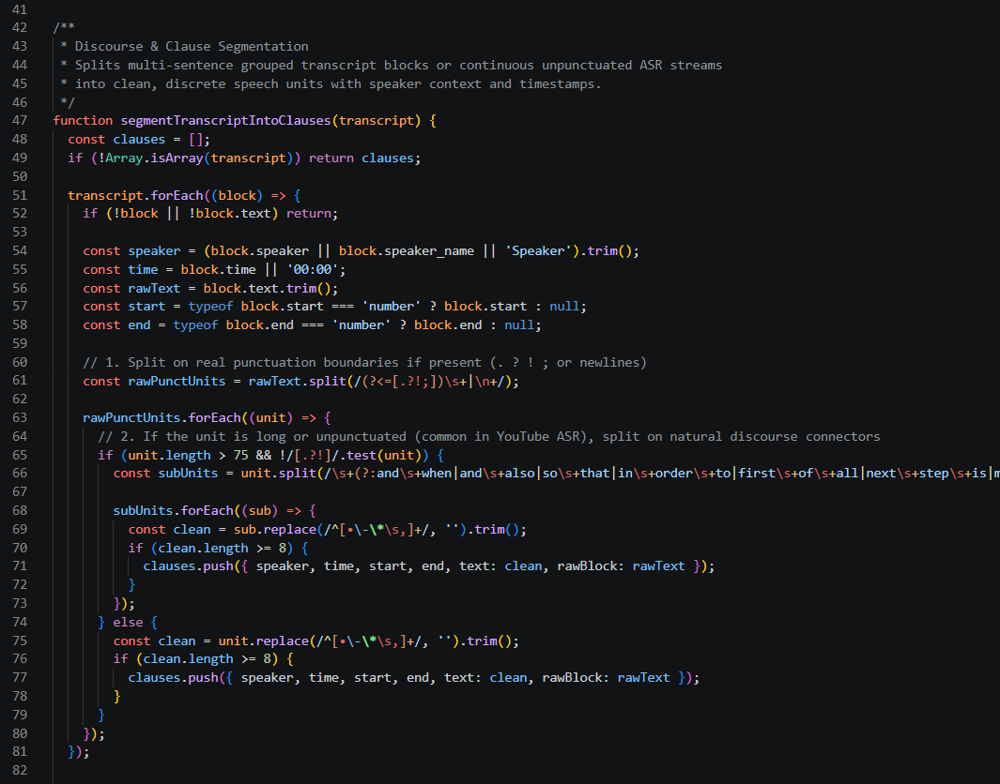 41
42 /**
43  * Discourse & Clause Segmentation
44  * Splits multi-sentence grouped transcript blocks or continuous unpunctuated ASR streams
45  * into clean, discrete speech units with speaker context and timestamps.
46  */
47 function segmentTranscriptIntoClauses(transcript) {
48   const clauses = [];
49   if (!Array.isArray(transcript)) return clauses;
50
51   transcript.forEach((block) => {
52     if (!block || !block.text) return;
53
54     const speaker = (block.speaker || block.speaker_name || 'Speaker').trim();
55     const time = block.time || '00:00';
56     const rawText = block.text.trim();
57     const start = typeof block.start === 'number' ? block.start : null;
58     const end = typeof block.end === 'number' ? block.end : null;
59
60     // 1. Split on real punctuation boundaries if present (. ? ! ; or newlines)
61     const rawPunctUnits = rawText.split(/(?<=[.?!;])\s+|\n+/);
62
63     rawPunctUnits.forEach((unit) => {
64       // 2. If the unit is long or unpunctuated (common in YouTube ASR), split on natural discourse connectors
65       if (unit.length > 75 && !/[.?!]/.test(unit)) {
66         const subUnits = unit.split(/\s+(?:and\s+when|and\s+also|so\s+that|in\s+order\s+to|first\s+of\s+all|next\s+step\s+is|
67
68         subUnits.forEach((sub) => {
69           const clean = sub.replace(/^[•\-\*\s,]+/, '').trim();
70           if (clean.length >= 8) {
71             clauses.push({ speaker, time, start, end, text: clean, rawBlock: rawText });
72           }
73         });
74       } else {
75         const clean = unit.replace(/^[•\-\*\s,]+/, '').trim();
76         if (clean.length >= 8) {
77           clauses.push({ speaker, time, start, end, text: clean, rawBlock: rawText });
78         }
79       }
80     });
81   });
82